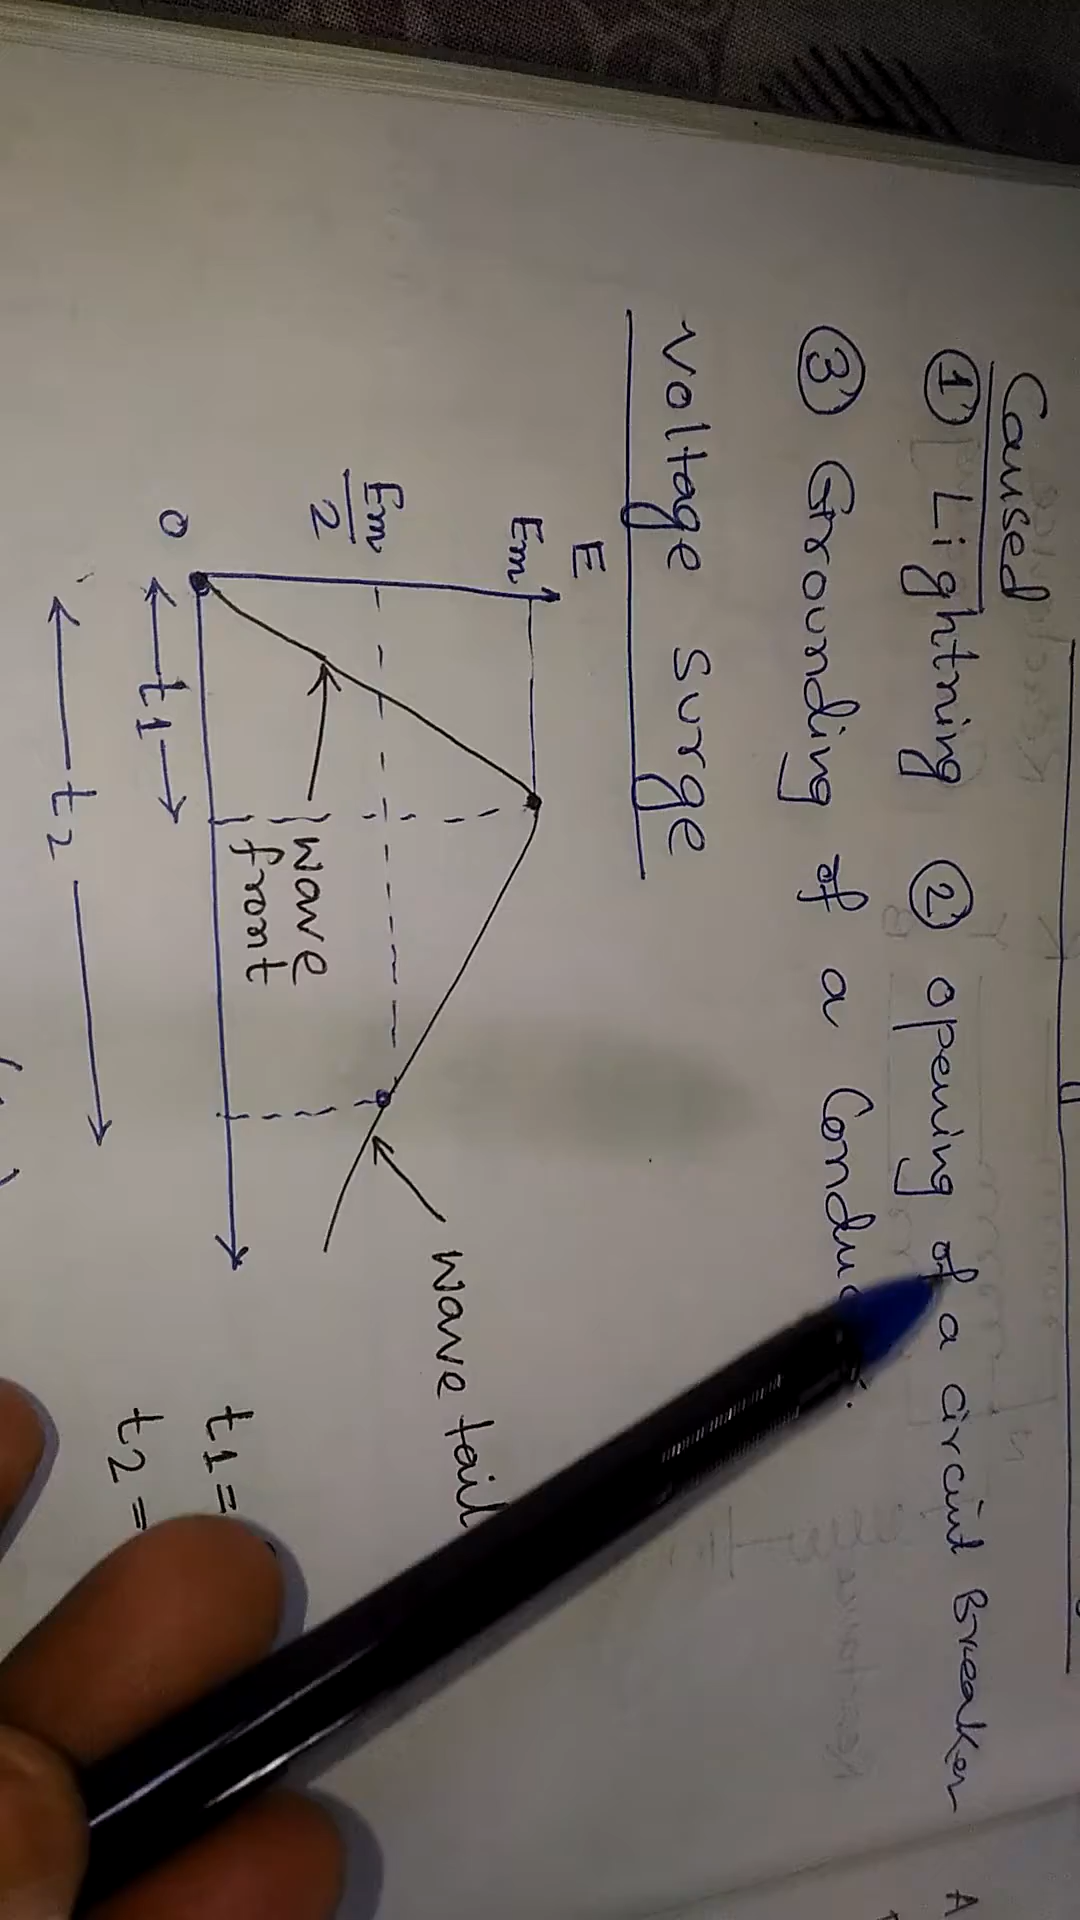 Caused
① Lightning ② opening of a circuit Breaker
③ Grounding of a
Voltage Surge
E
Em
Em
2
0
wave
front
wave tail
t1
t2
t1 =
t2 =